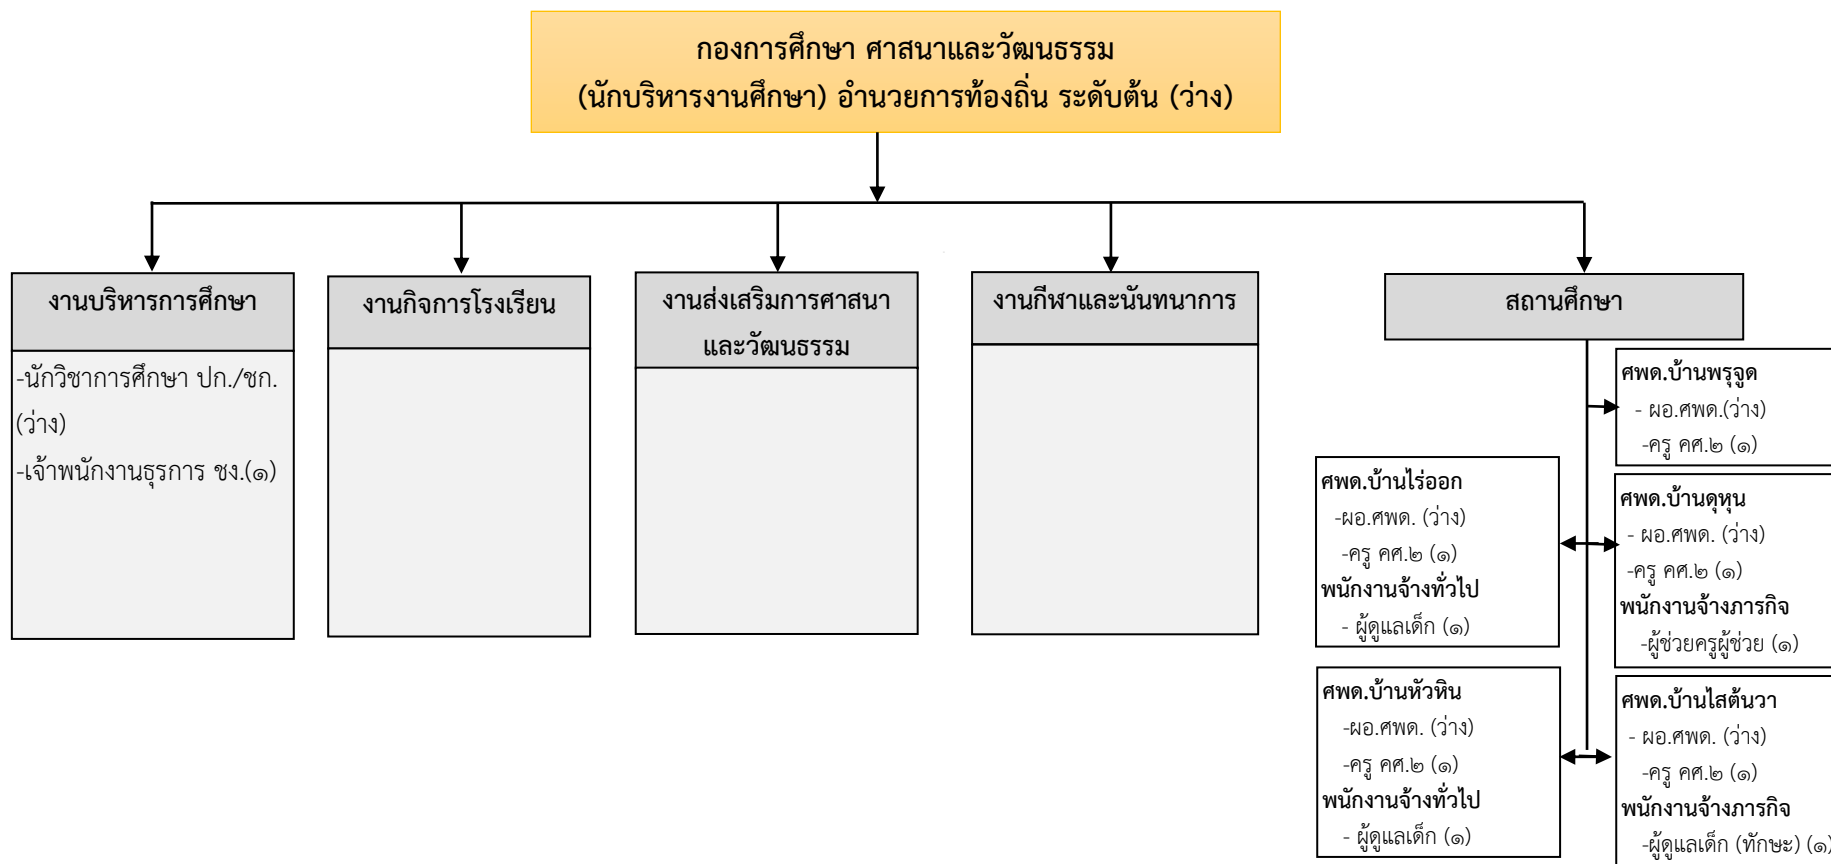 กองการศึกษา ศาสนาและวัฒนธรรม
(นักบริหารงานศึกษา) อำนวยการท้องถิ่น ระดับต้น (ว่าง)
งานบริหารการศึกษา
-นักวิชาการศึกษา ปก./ชก.
(ว่าง)
-เจ้าพนักงานธุรการ ชง.(๑)
งานกิจการโรงเรียน
งานส่งเสริมการศาสนา
และวัฒนธรรม
งานกีฬาและนันทนาการ
สถานศึกษา
ศพด.บ้านพรุจูด
- ผอ.ศพด.(ว่าง)
-ครู คศ.๒ (๑)
ศพด.บ้านไร่ออก
-ผอ.ศพด. (ว่าง)
-ครู คศ.๒ (๑)
พนักงานจ้างทั่วไป
- ผู้ดูแลเด็ก (๑)
ศพด.บ้านดุหุน
- ผอ.ศพด. (ว่าง)
-ครู คศ.๒ (๑)
พนักงานจ้างภารกิจ
-ผู้ช่วยครูผู้ช่วย (๑)
ศพด.บ้านหัวหิน
-ผอ.ศพด. (ว่าง)
-ครู คศ.๒ (๑)
พนักงานจ้างทั่วไป
- ผู้ดูแลเด็ก (๑)
ศพด.บ้านไสต้นวา
- ผอ.ศพด. (ว่าง)
-ครู คศ.๒ (๑)
พนักงานจ้างภารกิจ
-ผู้ดูแลเด็ก (ทักษะ) (๑)